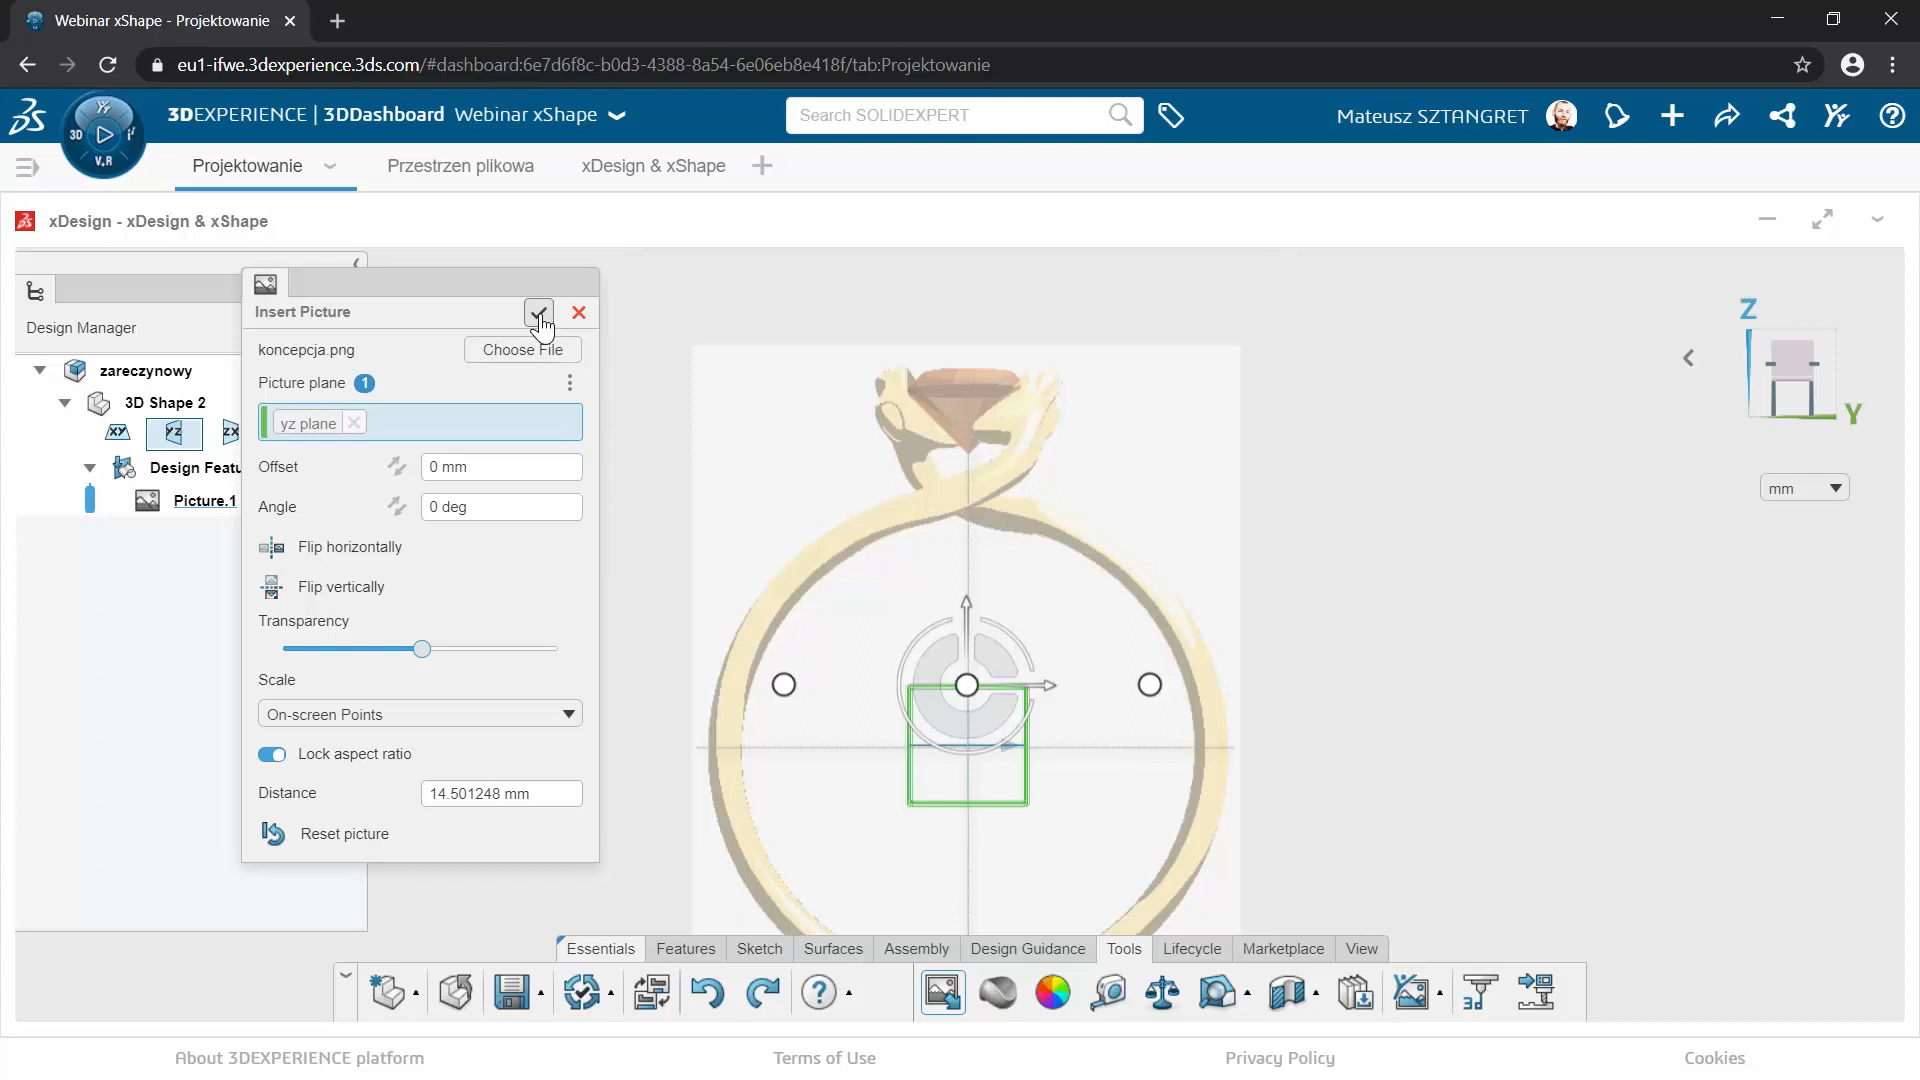 Webinar xShape - Projektowanie
eu1-ifwe.3dexperience.3ds.com/#dashboard:6e7d6f8c-b0d3-4388-8a54-6e06eb8e418f/tab:Projektowanie
3D
V.R
3DEXPERIENCE | 3DDashboard Webinar xShape
Search SOLIDEXPERT
Mateusz SZTANGRET
Projektowanie
Przestrzen plikowa
xDesign & xShape
xDesign - xDesign & xShape
Design Manager
zareczynowy
3D Shape 2
XY
YZ
ZX
Design Featu
Picture.1
Insert Picture
koncepcja.png
Choose File
Picture plane 1
yz plane
Offset
0 mm
Angle
0 deg
Flip horizontally
Flip vertically
Transparency
Scale
On-screen Points
Lock aspect ratio
Distance
14.501248 mm
Reset picture
Z
Y
mm
Essentials
Features
Sketch
Surfaces
Assembly
Design Guidance
Tools
Lifecycle
Marketplace
View
3d
About 3DEXPERIENCE platform
Terms of Use
Privacy Policy
Cookies